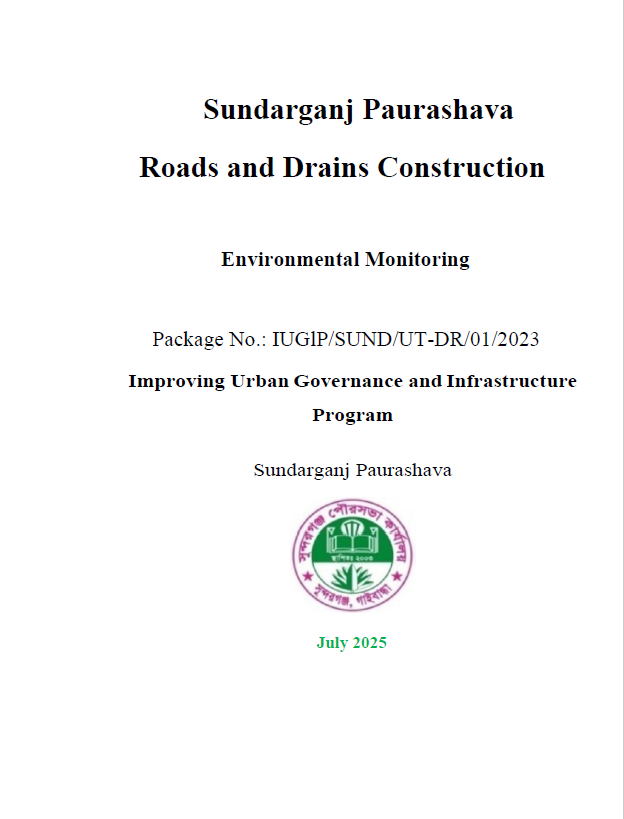 Sundarganj Paurashava
Roads and Drains Construction
Environmental Monitoring
Package No.: IUGlP/SUND/UT-DR/01/2023
Improving Urban Governance and Infrastructure
Program
Sundarganj Paurashava
সুন্দরগঞ্জ পৌরসভা কার্যালয়
স্থাপিতঃ ২০০৩
সুন্দরগঞ্জ, গাইবান্ধা
July 2025